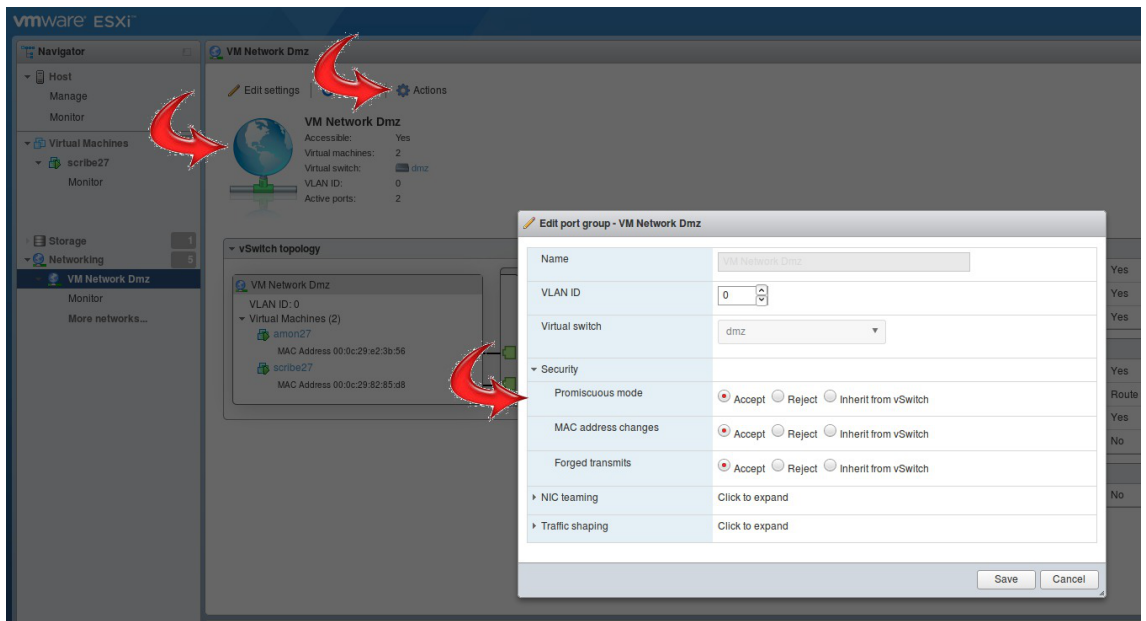 vmware ESXi™
Navigator
Host
Manage
Monitor
Virtual Machines
scribe27
Monitor
Storage 1
Networking 5
VM Network Dmz
Monitor
More networks...
VM Network Dmz
Edit settings
Actions
VM Network Dmz
Accessible: Yes
Virtual machines: 2
Virtual switch: dmz
VLAN ID: 0
Active ports: 2
vSwitch topology
VM Network Dmz
VLAN ID: 0
Virtual Machines (2)
amon27
MAC Address 00:0c:29:e2:3b:56
scribe27
MAC Address 00:0c:29:82:85:d8
Edit port group - VM Network Dmz
Name VM Network Dmz
VLAN ID 0
Virtual switch dmz
Security
Promiscuous mode Accept Reject Inherit from vSwitch
MAC address changes Accept Reject Inherit from vSwitch
Forged transmits Accept Reject Inherit from vSwitch
NIC teaming Click to expand
Traffic shaping Click to expand
Save Cancel
Yes
Yes
Yes
Yes
Route
Yes
No
No